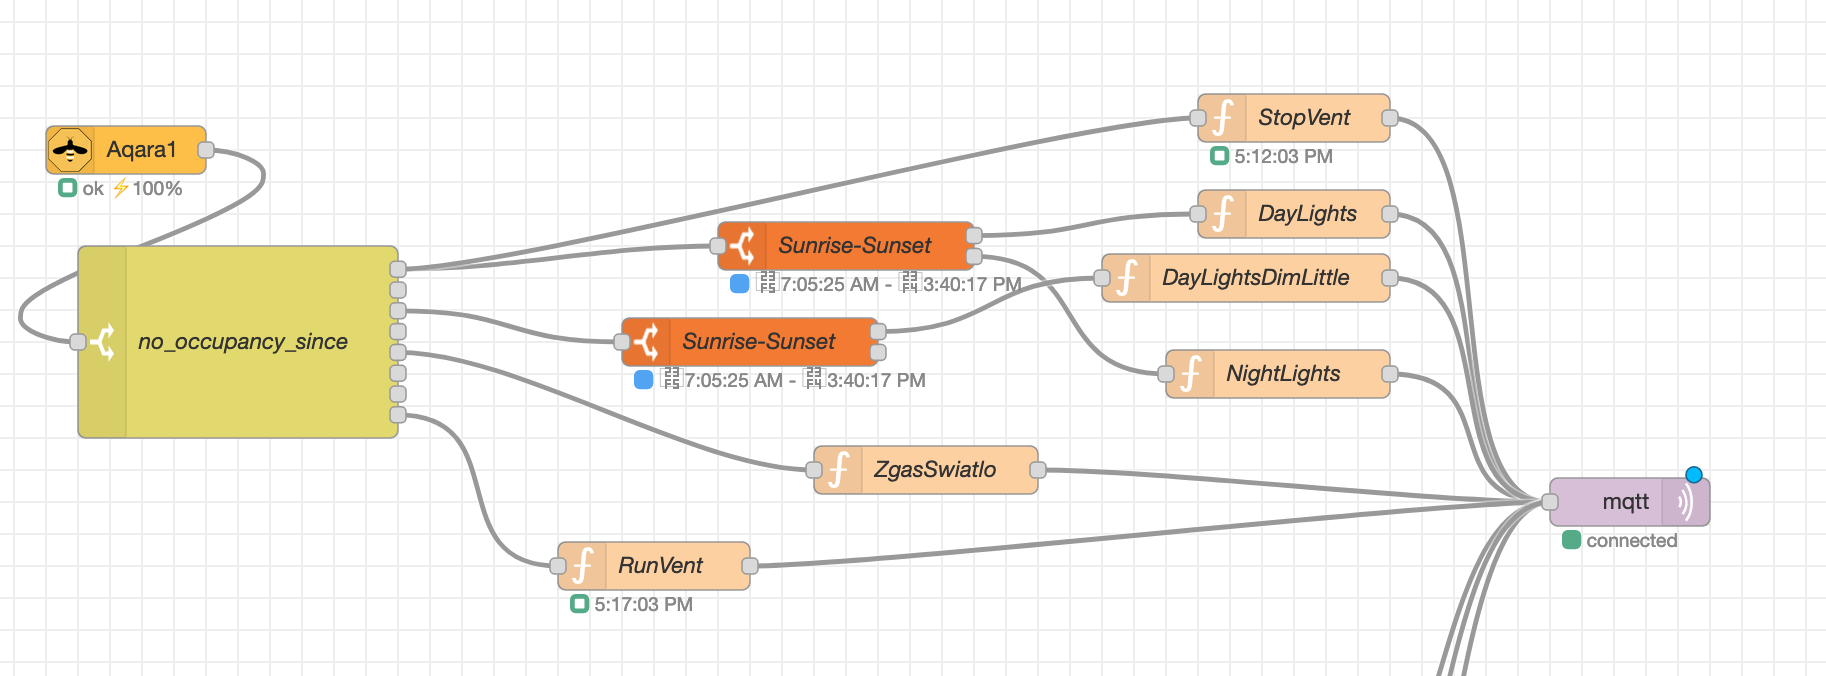 StopVent
5:12:03 PM
Aqara1
ok ⚡100%
DayLights
Sunrise-Sunset
7:05:25 AM - 3:40:17 PM
DayLightsDimLittle
no_occupancy_since
Sunrise-Sunset
7:05:25 AM - 3:40:17 PM
NightLights
ZgasSwiatlo
mqtt
connected
RunVent
5:17:03 PM